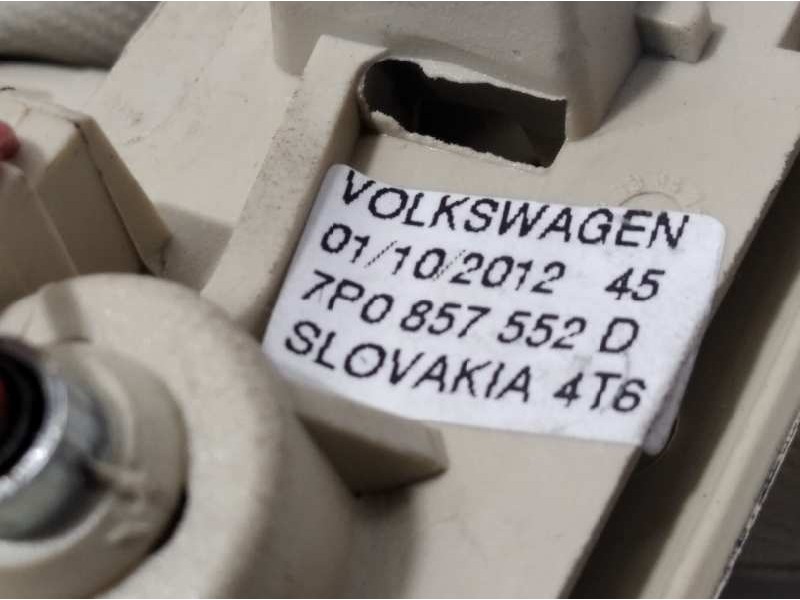 VOLKSWAGEN
01/10/2012 45
7P0 857 552 D
SLOVAKIA 4T6